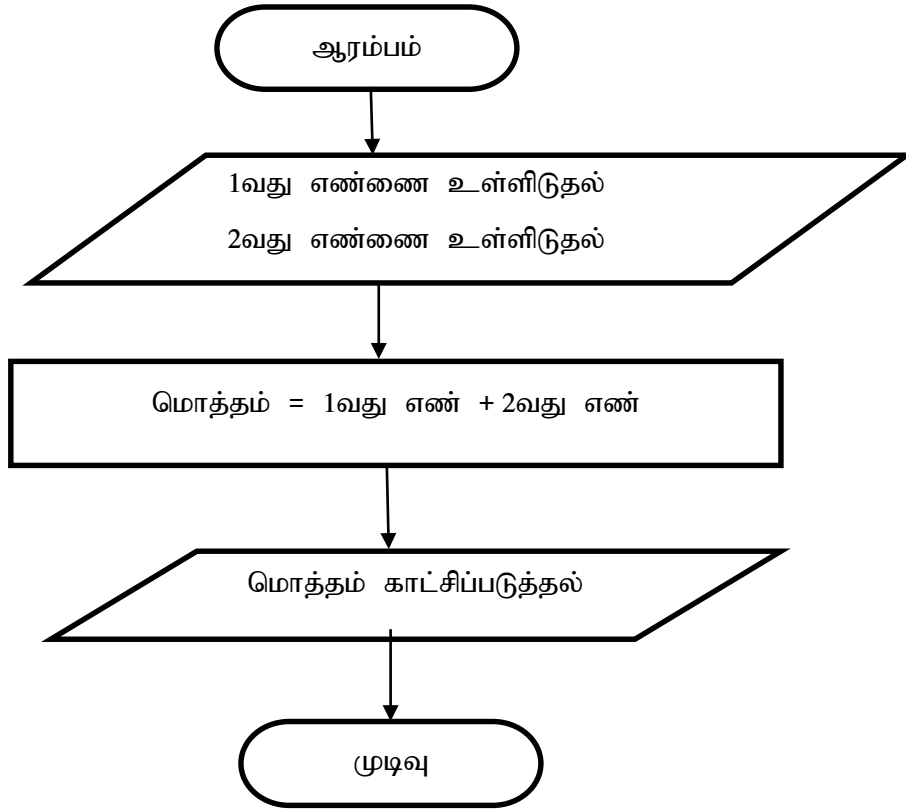 ஆரம்பம்
1வது எண்ணை உள்ளிடுதல்
2வது எண்ணை உள்ளிடுதல்
மொத்தம் = 1வது எண் + 2வது எண்
மொத்தம் காட்சிப்படுத்தல்
முடிவு